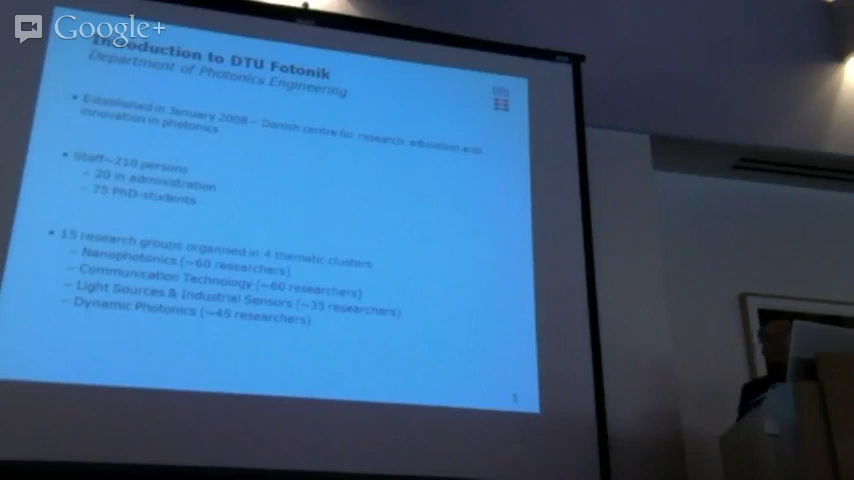 Google+
Introduction to DTU Fotonik
Department of Photonics Engineering
• Established in January 2008 – Danish centre for research, education and
innovation in photonics
• Staff~210 persons
– 20 in administration
– 75 PhD-students
• 15 research groups organised in 4 thematic clusters
– Nanophotonics (~60 researchers)
– Communication Technology (~60 researchers)
– Light Sources & Industrial Sensors (~35 researchers)
– Dynamic Photonics (~45 researchers)